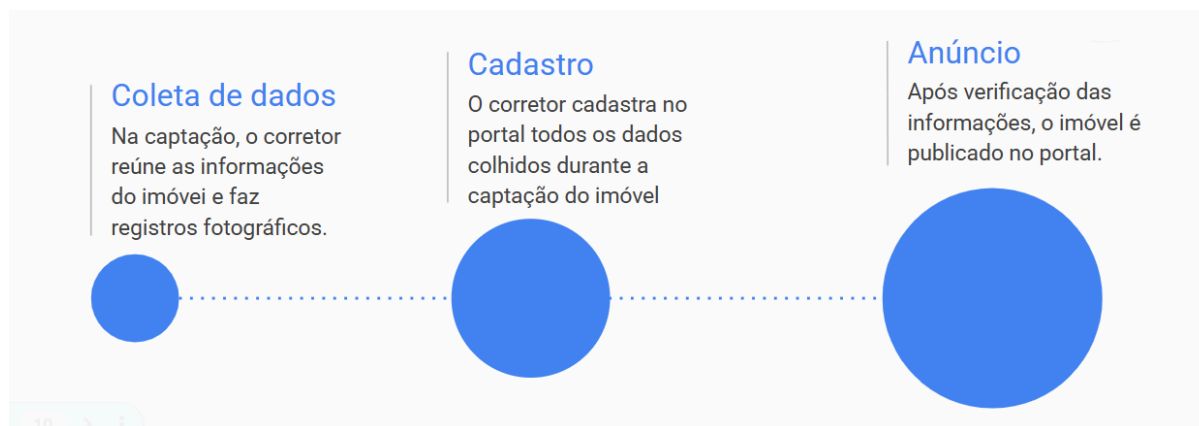 Coleta de dados
Na captação, o corretor
reúne as informações
do imóvei e faz
registros fotográficos.
Cadastro
O corretor cadastra no
portal todos os dados
colhidos durante a
captação do imóvel
Anúncio
Após verificação das
informações, o imóvel é
publicado no portal.